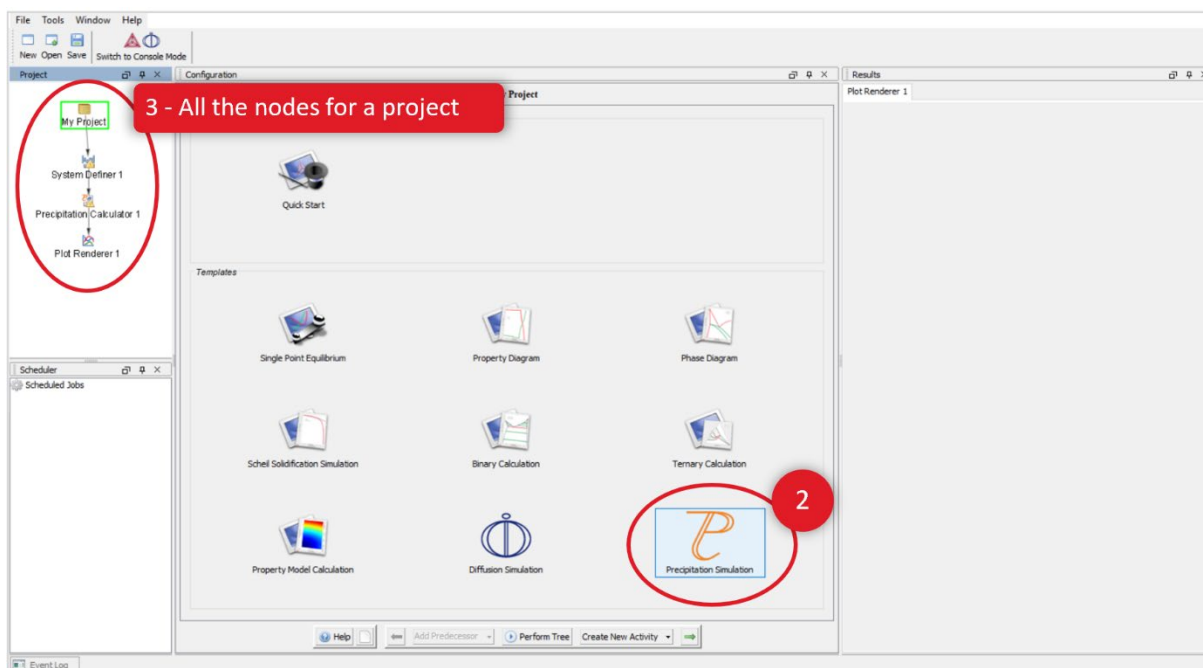 File Tools Window Help
New Open Save Switch to Console Mode
Project
Configuration
Results
3 - All the nodes for a project
Project
Plot Renderer 1
My Project
System Definer 1
Precipitation Calculator 1
Plot Renderer 1
Quick Start
Templates
Single Point Equilibrium
Property Diagram
Phase Diagram
Scheduler
Scheduled Jobs
Scheil Solidification Simulation
Binary Calculation
Ternary Calculation
2
Property Model Calculation
Diffusion Simulation
Precipitation Simulation
Help Add Predecessor Perform Tree Create New Activity
Event Log